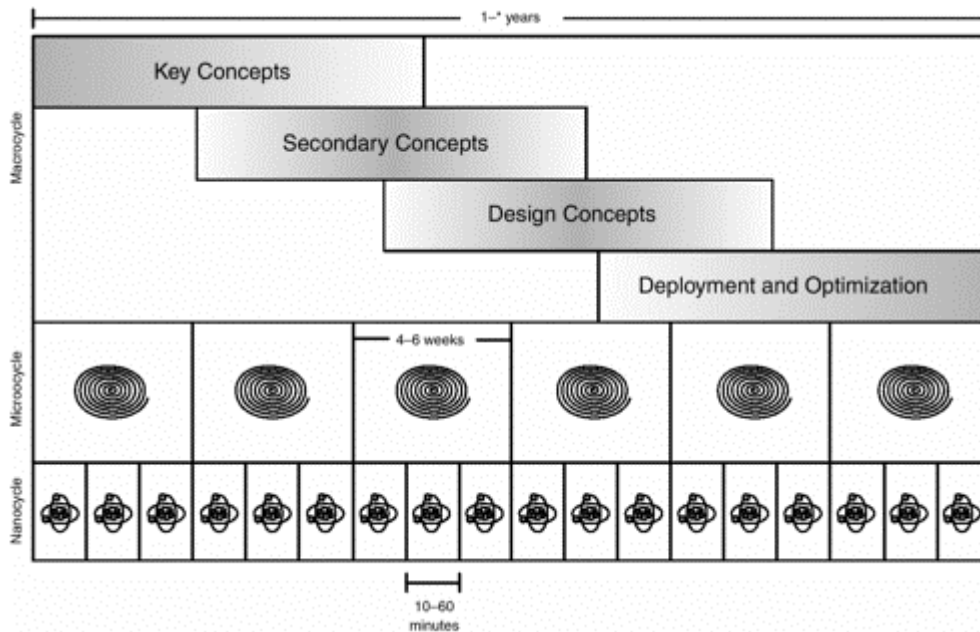 1–* years
Macrocycle
Key Concepts
Secondary Concepts
Design Concepts
Deployment and Optimization
Microocycle
4–6 weeks
Nanocycle
10–60
minutes